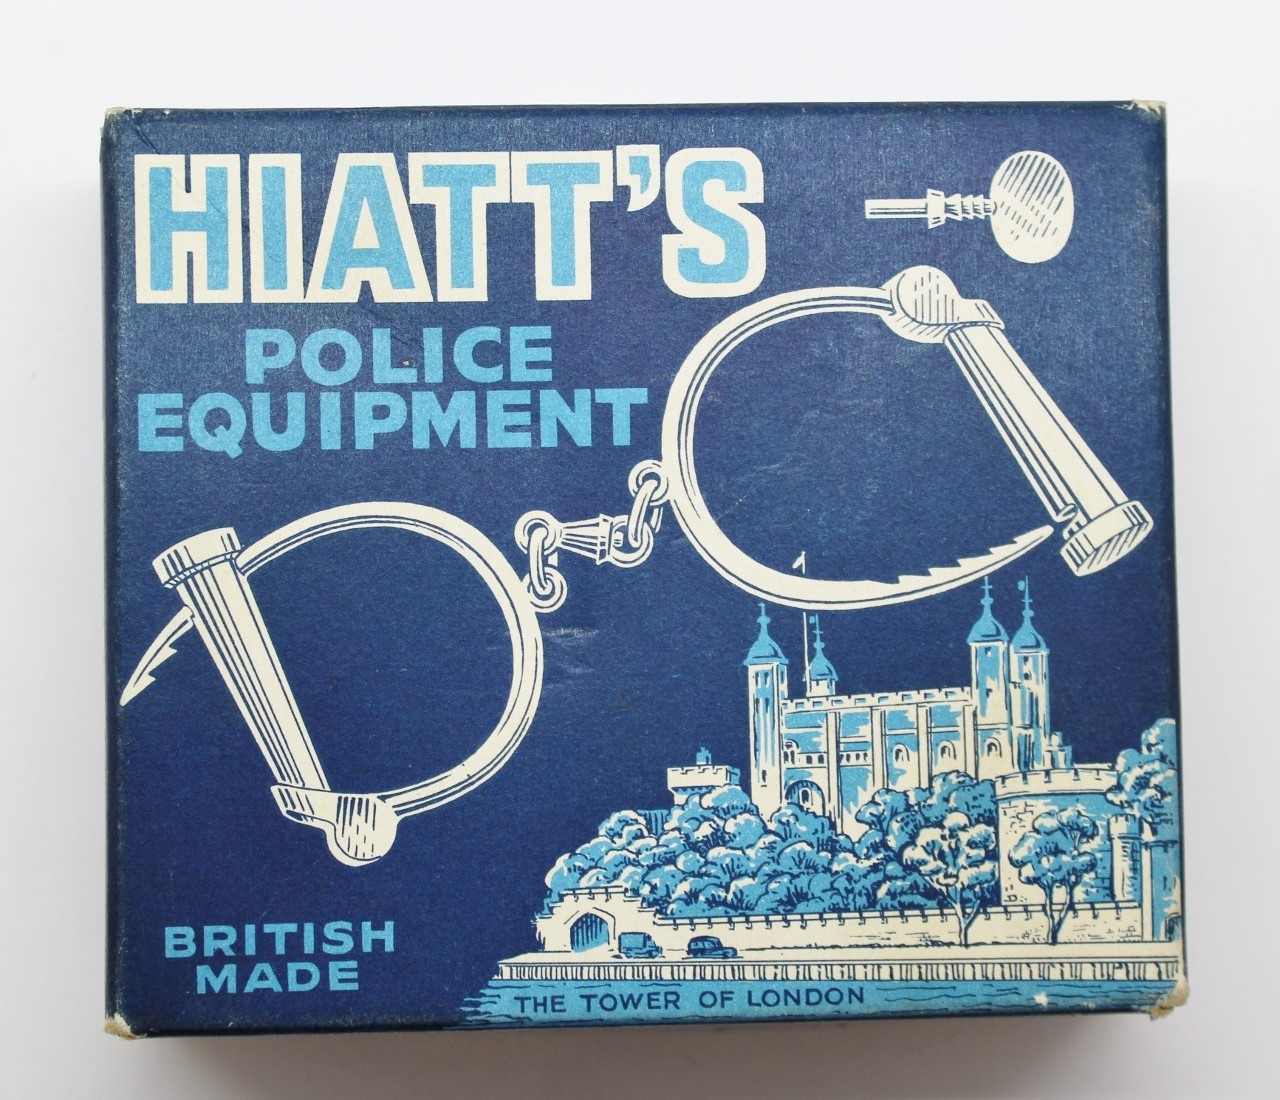 HIATT'S
POLICE
EQUIPMENT
BRITISH
MADE
THE TOWER OF LONDON